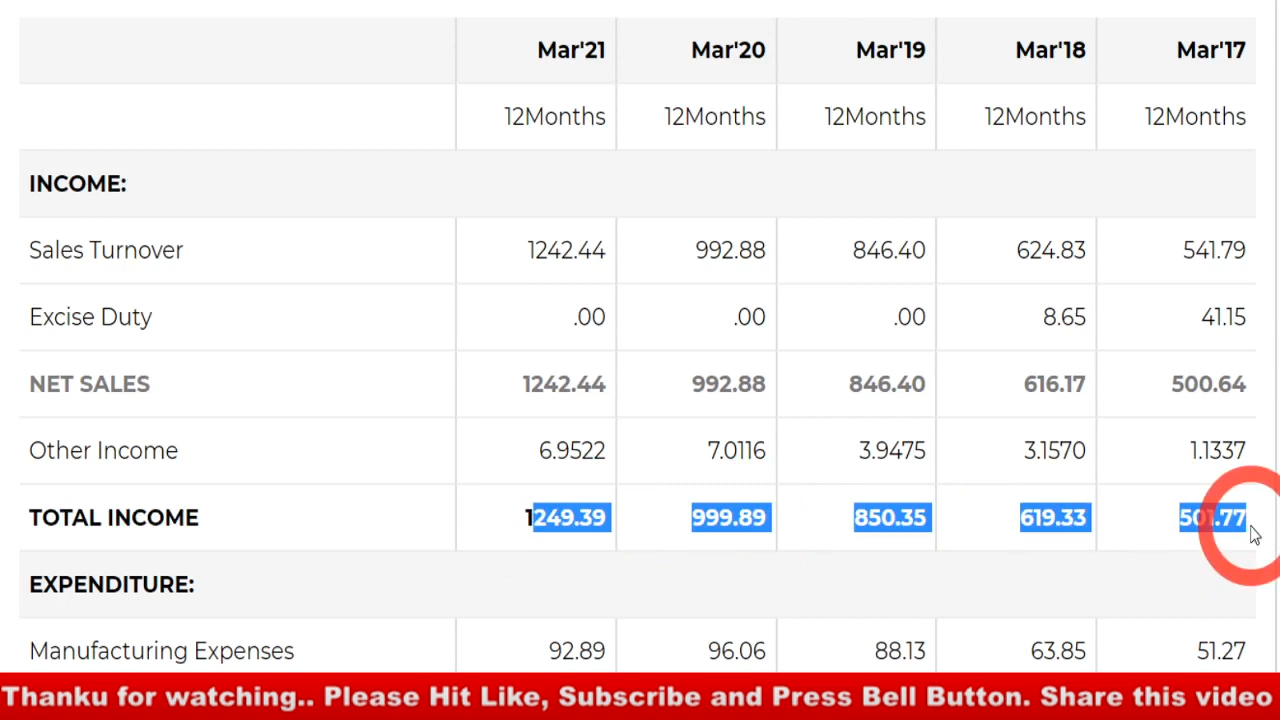 Mar'21 Mar'20 Mar'19 Mar'18 Mar'17
12Months 12Months 12Months 12Months 12Months
INCOME:
Sales Turnover 1242.44 992.88 846.40 624.83 541.79
Excise Duty .00 .00 .00 8.65 41.15
NET SALES 1242.44 992.88 846.40 616.17 500.64
Other Income 6.9522 7.0116 3.9475 3.1570 1.1337
TOTAL INCOME 1249.39 999.89 850.35 619.33 501.77
EXPENDITURE:
Manufacturing Expenses 92.89 96.06 88.13 63.85 51.27
Thanku for watching.. Please Hit Like, Subscribe and Press Bell Button. Share this video